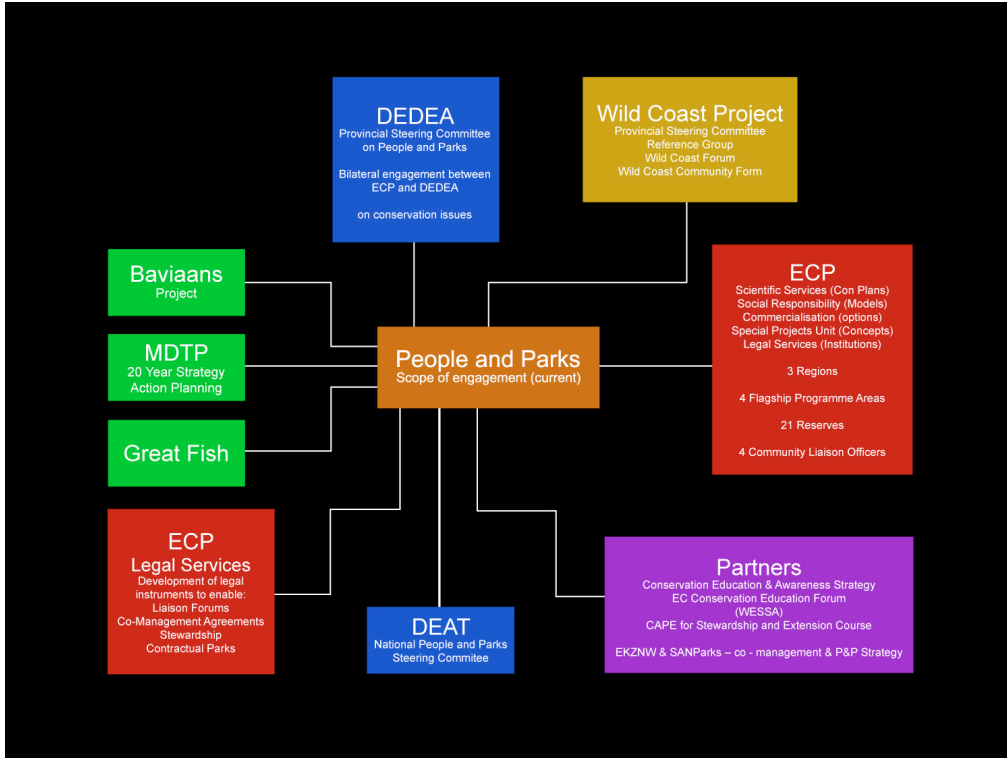 DEDEA
Provincial Steering Committee
on People and Parks
Bilateral engagement between
ECP and DEDEA
on conservation issues
Wild Coast Project
Provincial Steering Committee
Reference Group
Wild Coast Forum
Wild Coast Community Form
Baviaans
Project
MDTP
20 Year Strategy
Action Planning
Great Fish
People and Parks
Scope of engagement (current)
ECP
Scientific Services (Con Plans)
Social Responsibility (Models)
Commercialisation (options)
Special Projects Unit (Concepts)
Legal Services (Institutions)
3 Regions
4 Flagship Programme Areas
21 Reserves
4 Community Liaison Officers
ECP
Legal Services
Development of legal
instruments to enable:
Liaison Forums
Co-Management Agreements
Stewardship
Contractual Parks
DEAT
National People and Parks
Steering Commitee
Partners
Conservation Education & Awareness Strategy
EC Conservation Education Forum
(WESSA)
CAPE for Stewardship and Extension Course
EKZNW & SANParks – co - management & P&P Strategy